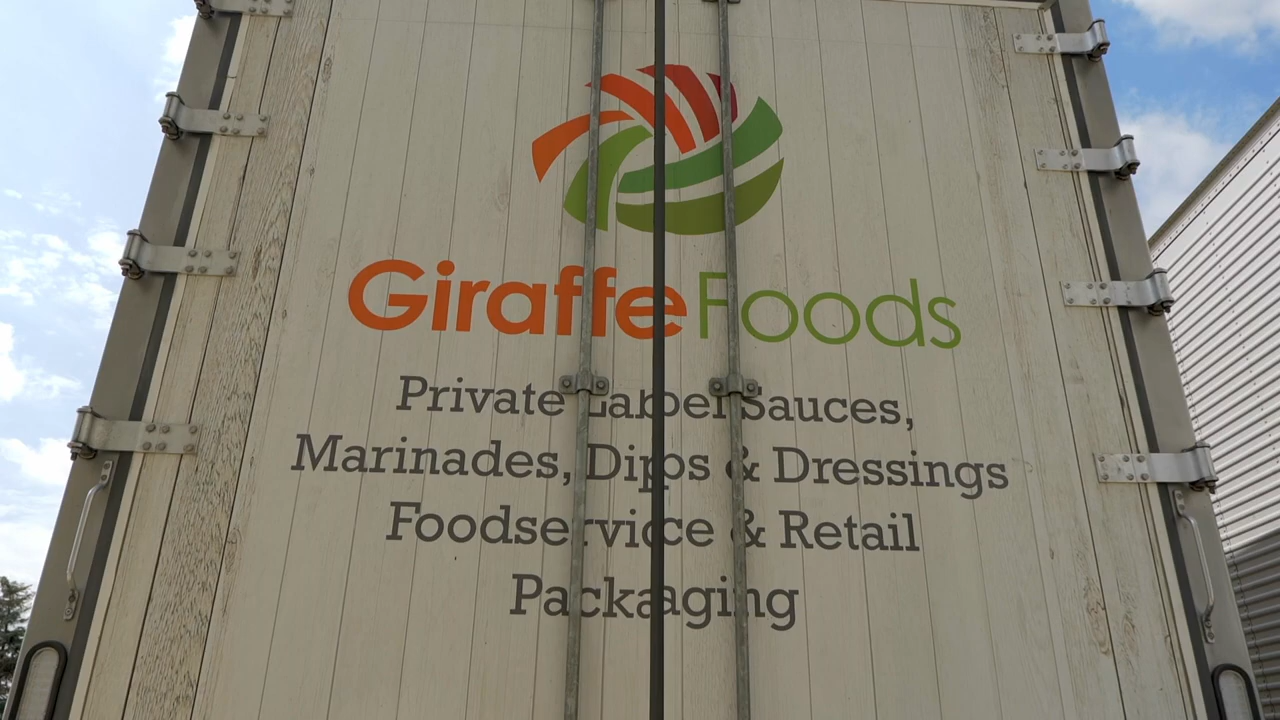 Giraffe Foods
Private Label Sauces,
Marinades, Dips & Dressings
Foodservice & Retail
Packaging